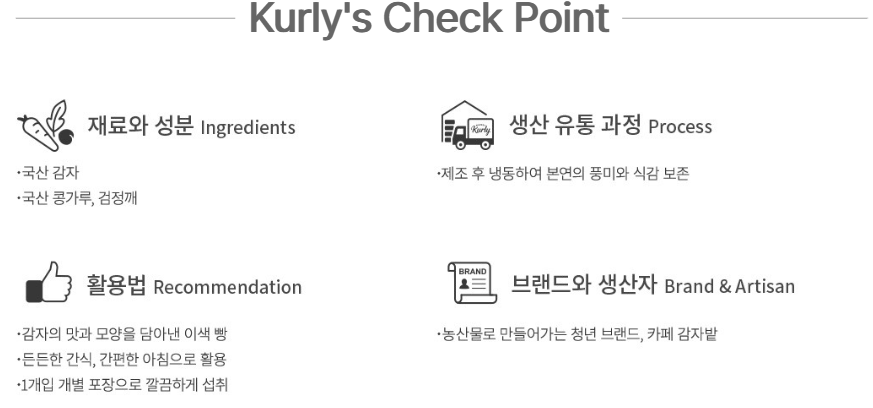 Kurly's Check Point
재료와 성분 Ingredients
·국산 감자
·국산 콩가루, 검정깨
Kurly
생산 유통 과정 Process
·제조 후 냉동하여 본연의 풍미와 식감 보존
활용법 Recommendation
·감자의 맛과 모양을 담아낸 이색 빵
·든든한 간식, 간편한 아침으로 활용
·1개입 개별 포장으로 깔끔하게 섭취
BRAND
브랜드와 생산자 Brand & Artisan
·농산물로 만들어가는 청년 브랜드, 카페 감자밭